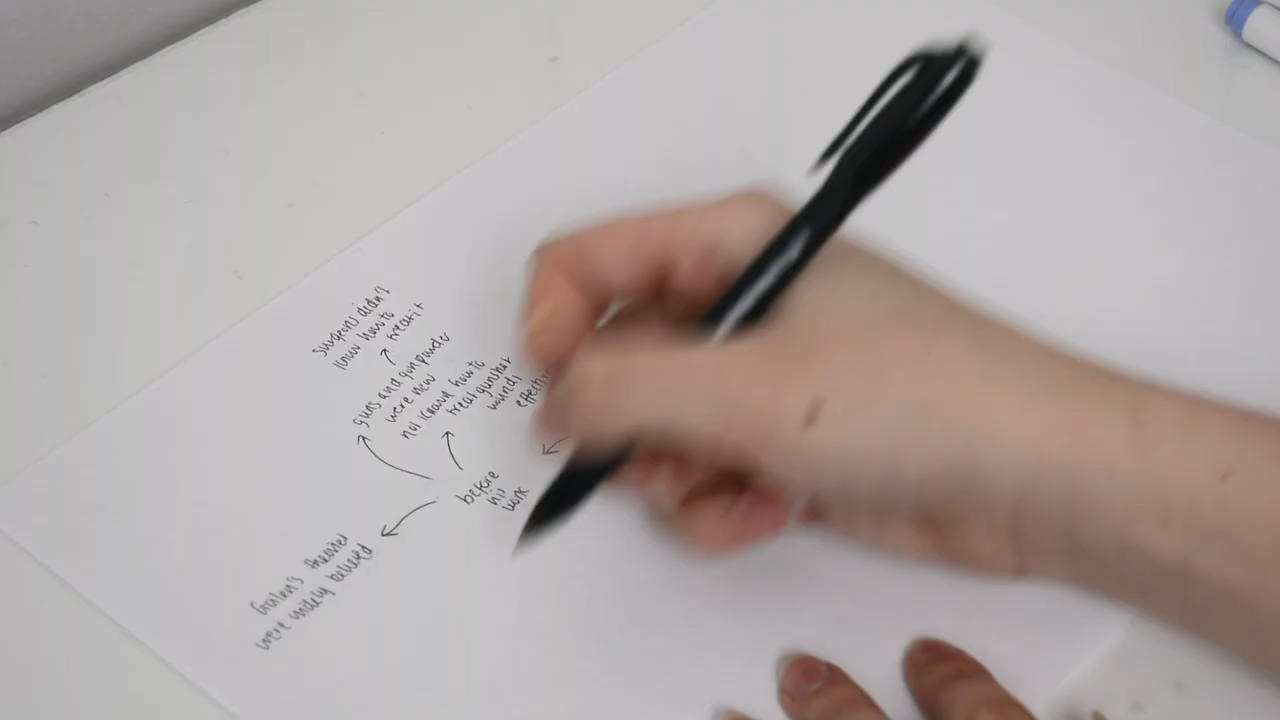 surgeons didn't
know how to
treat it
guns and gunpowder
were new
not known how to
treat gunshot
wounds
before
his
work
Galen's theories
were widely believed